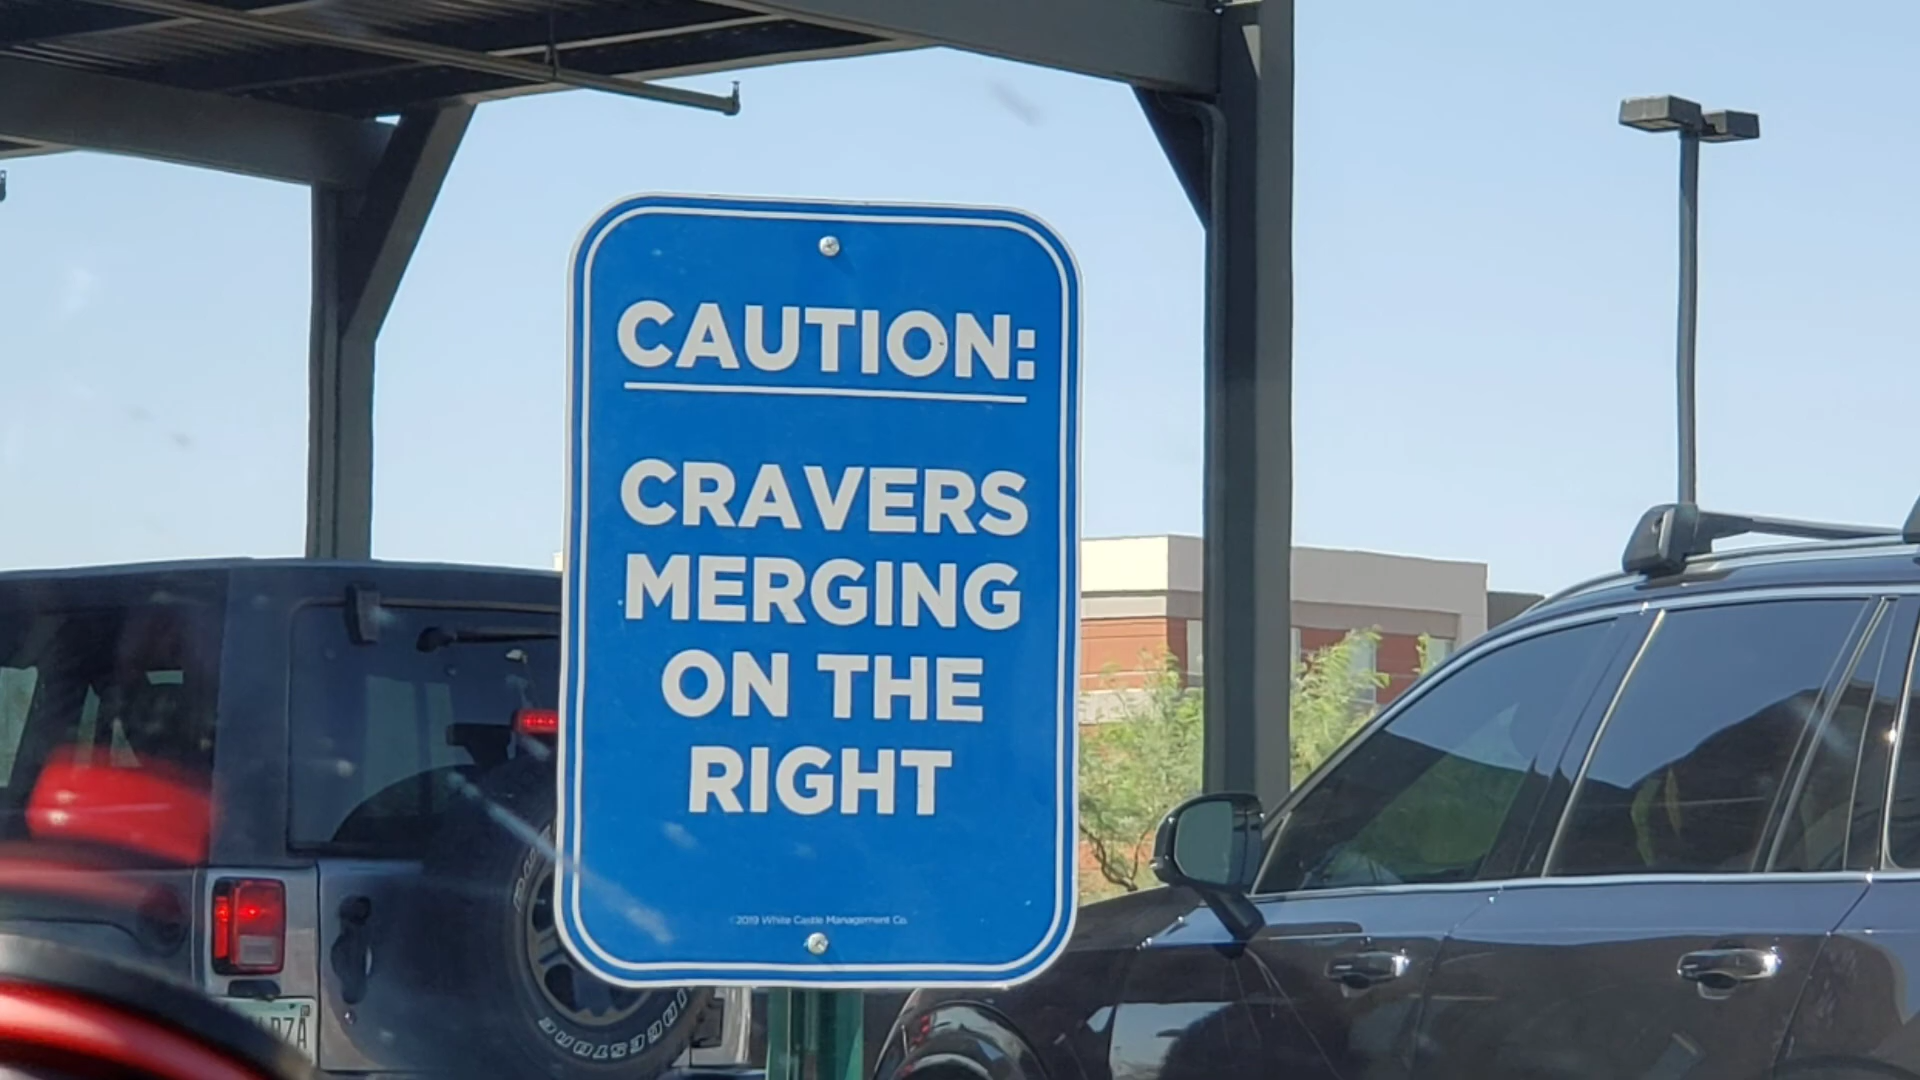 CAUTION:
CRAVERS
MERGING
ON THE
RIGHT
2019 White Castle Management Co.